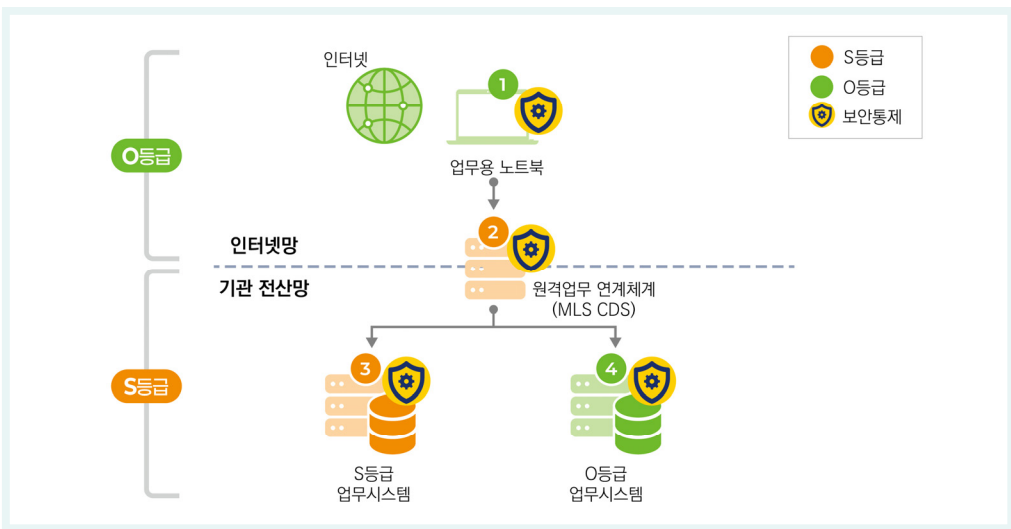 S등급
O등급
보안통제
인터넷
1
업무용 노트북
O등급
2
인터넷망
기관 전산망
원격업무 연계체계
(MLS CDS)
S등급
3
4
S등급
업무시스템
O등급
업무시스템